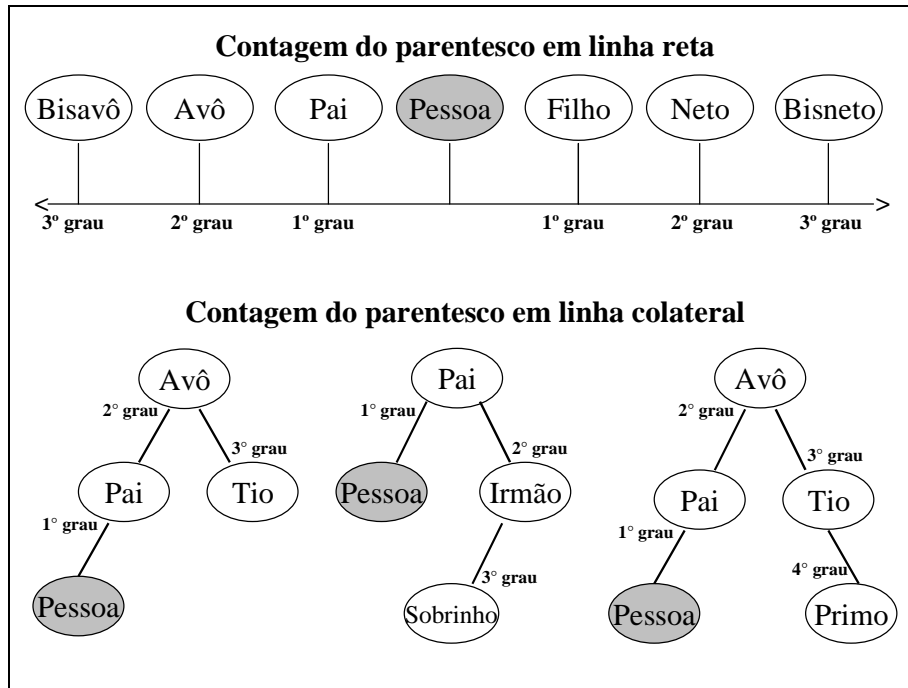 Contagem do parentesco em linha reta
Bisavô Avô Pai Pessoa Filho Neto Bisneto
3º grau 2º grau 1º grau 1º grau 2º grau 3º grau
Contagem do parentesco em linha colateral
Avô
2° grau
3° grau
Pai Tio
1° grau
Pessoa
Pai
1° grau
2° grau
Pessoa Irmão
3° grau
Sobrinho
Avô
2° grau
3° grau
Pai Tio
1° grau
4° grau
Pessoa Primo